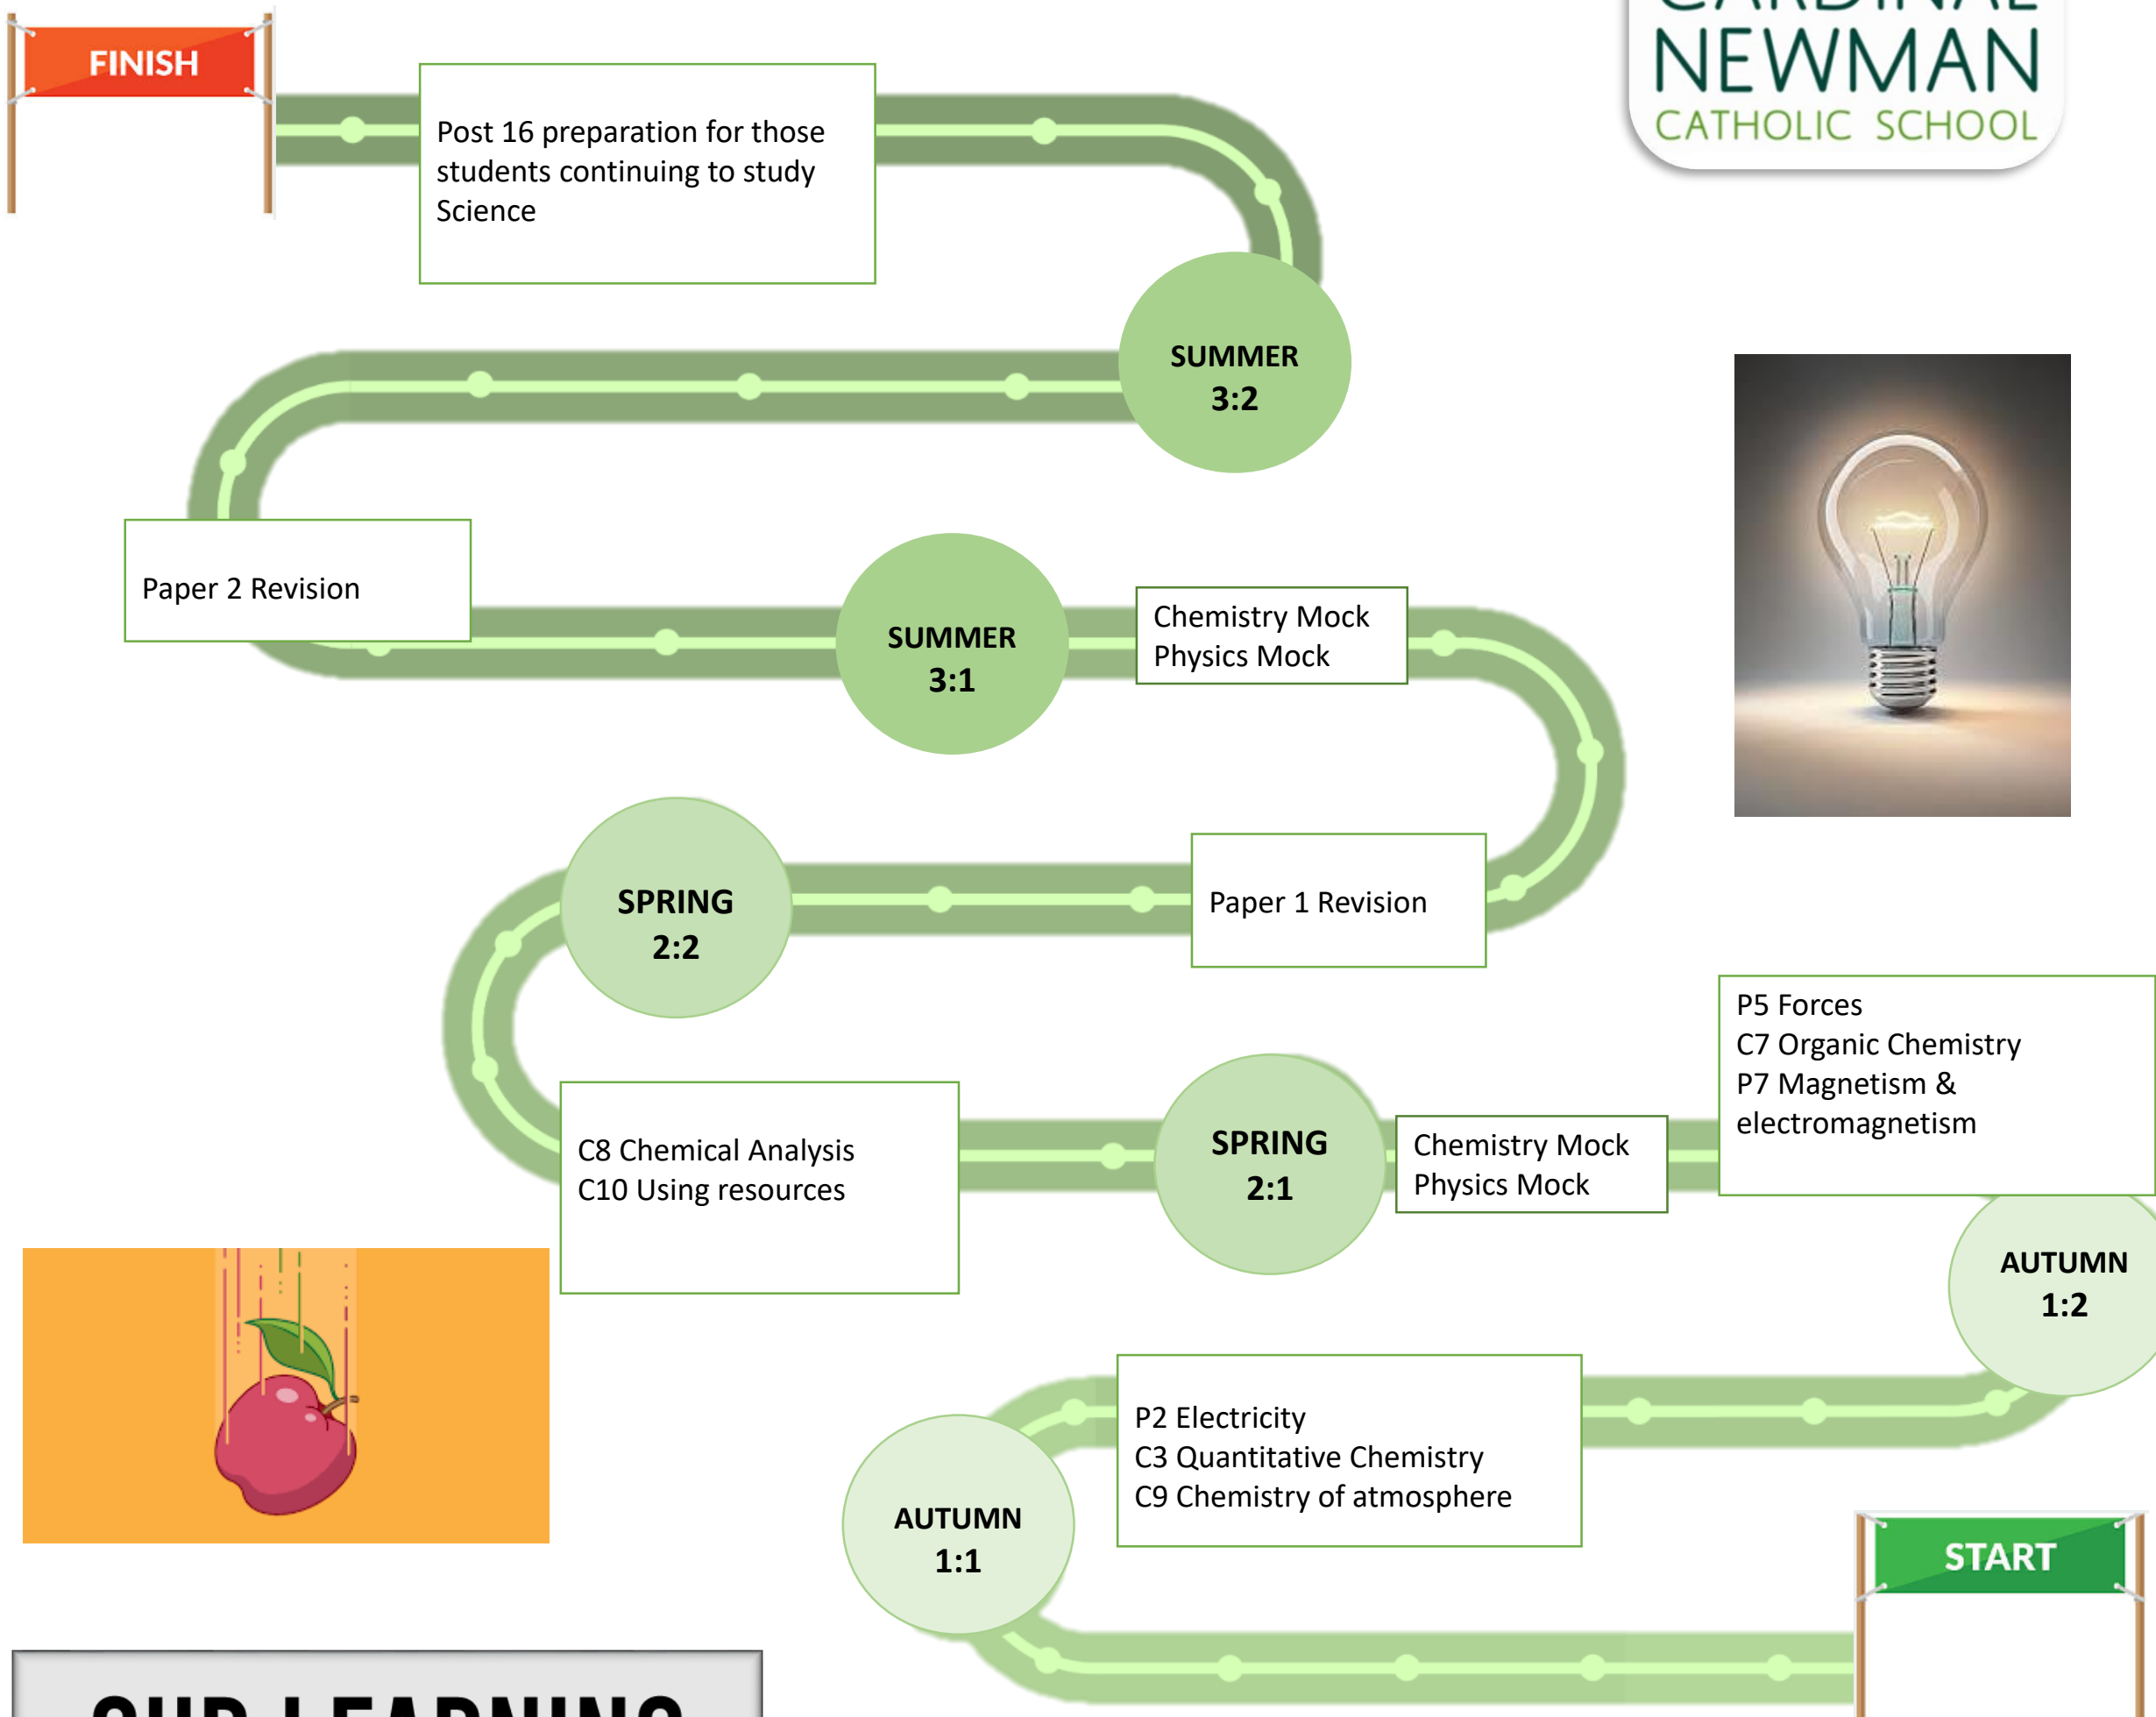 FINISH
CARDINAL
NEWMAN
CATHOLIC SCHOOL
Post 16 preparation for those
students continuing to study
Science
SUMMER
3:2
Paper 2 Revision
SUMMER
3:1
Chemistry Mock
Physics Mock
SPRING
2:2
Paper 1 Revision
P5 Forces
C7 Organic Chemistry
P7 Magnetism &
electromagnetism
C8 Chemical Analysis
C10 Using resources
SPRING
2:1
Chemistry Mock
Physics Mock
AUTUMN
1:2
P2 Electricity
C3 Quantitative Chemistry
C9 Chemistry of atmosphere
AUTUMN
1:1
START
OUR LEARNING